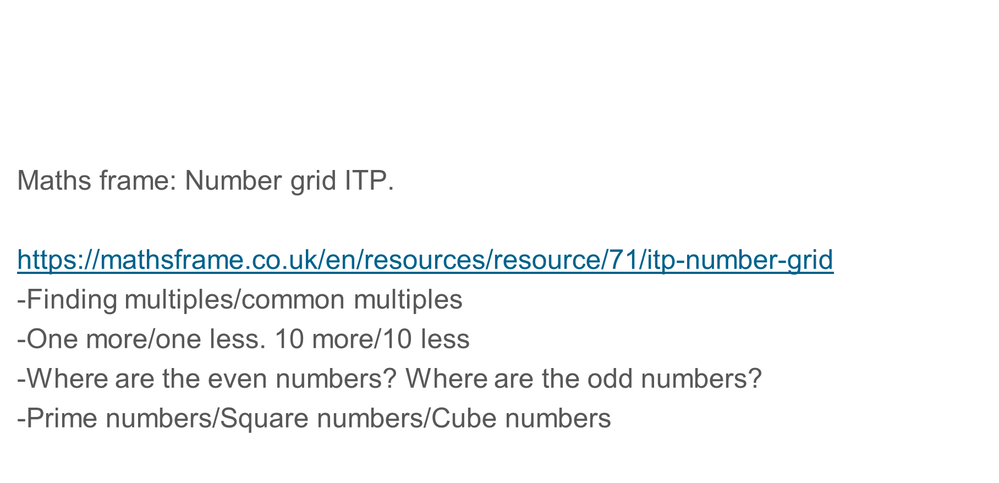 Maths frame: Number grid ITP.
https://mathsframe.co.uk/en/resources/resource/71/itp-number-grid
-Finding multiples/common multiples
-One more/one less. 10 more/10 less
-Where are the even numbers? Where are the odd numbers?
-Prime numbers/Square numbers/Cube numbers